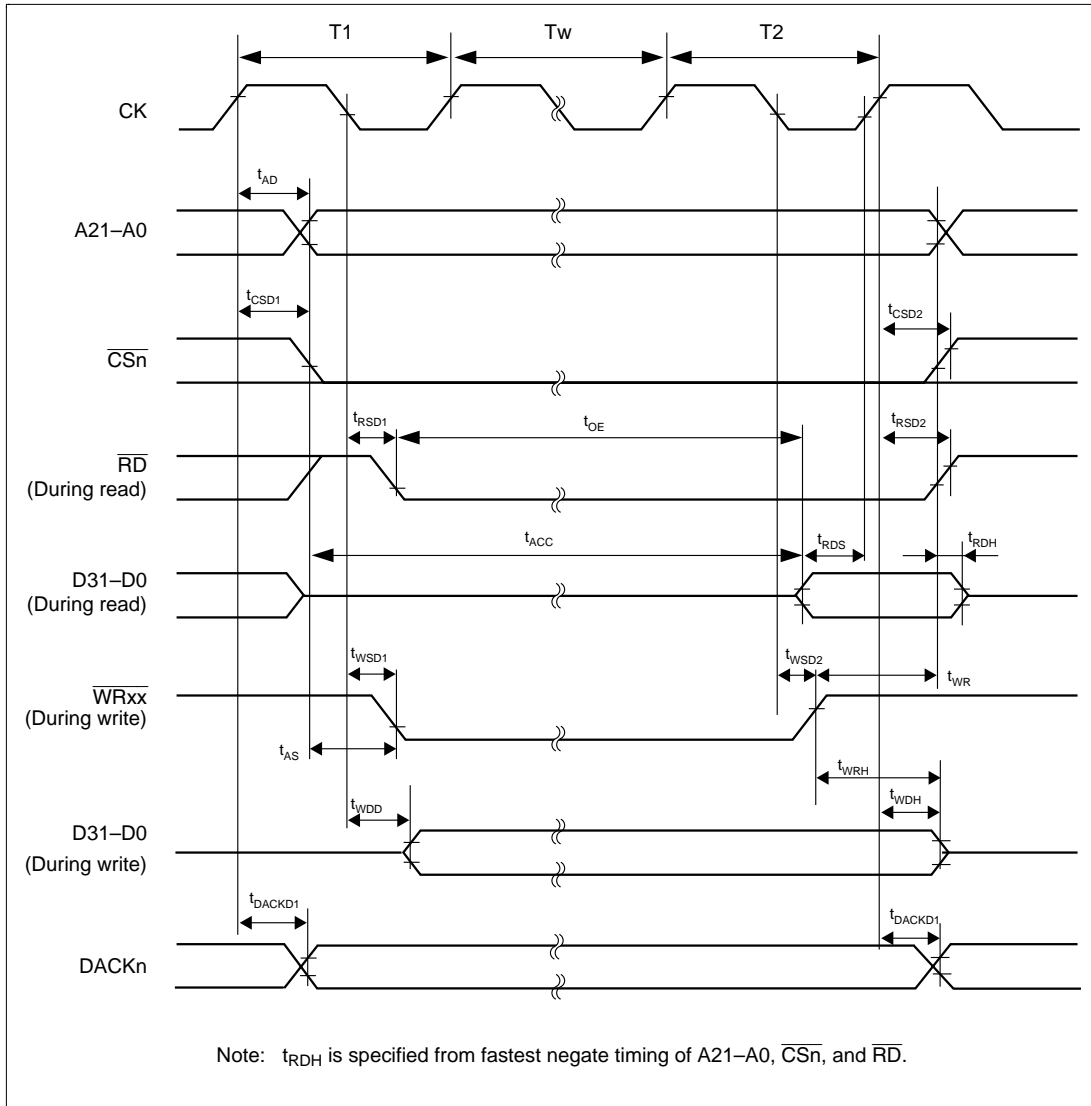 T1 Tw T2
CK
tAD
A21–A0
tCSD1 tCSD2
CSn
tRSD1 tOE tRSD2
RD
(During read)
tACC tRDS tRDH
D31–D0
(During read)
tWSD1 tWSD2
tWR
WRxx
(During write)
tAS
tWRH
tWDD tWDH
D31–D0
(During write)
tDACKD1 tDACKD1
DACKn
Note: tRDH is specified from fastest negate timing of A21–A0, CSn, and RD.